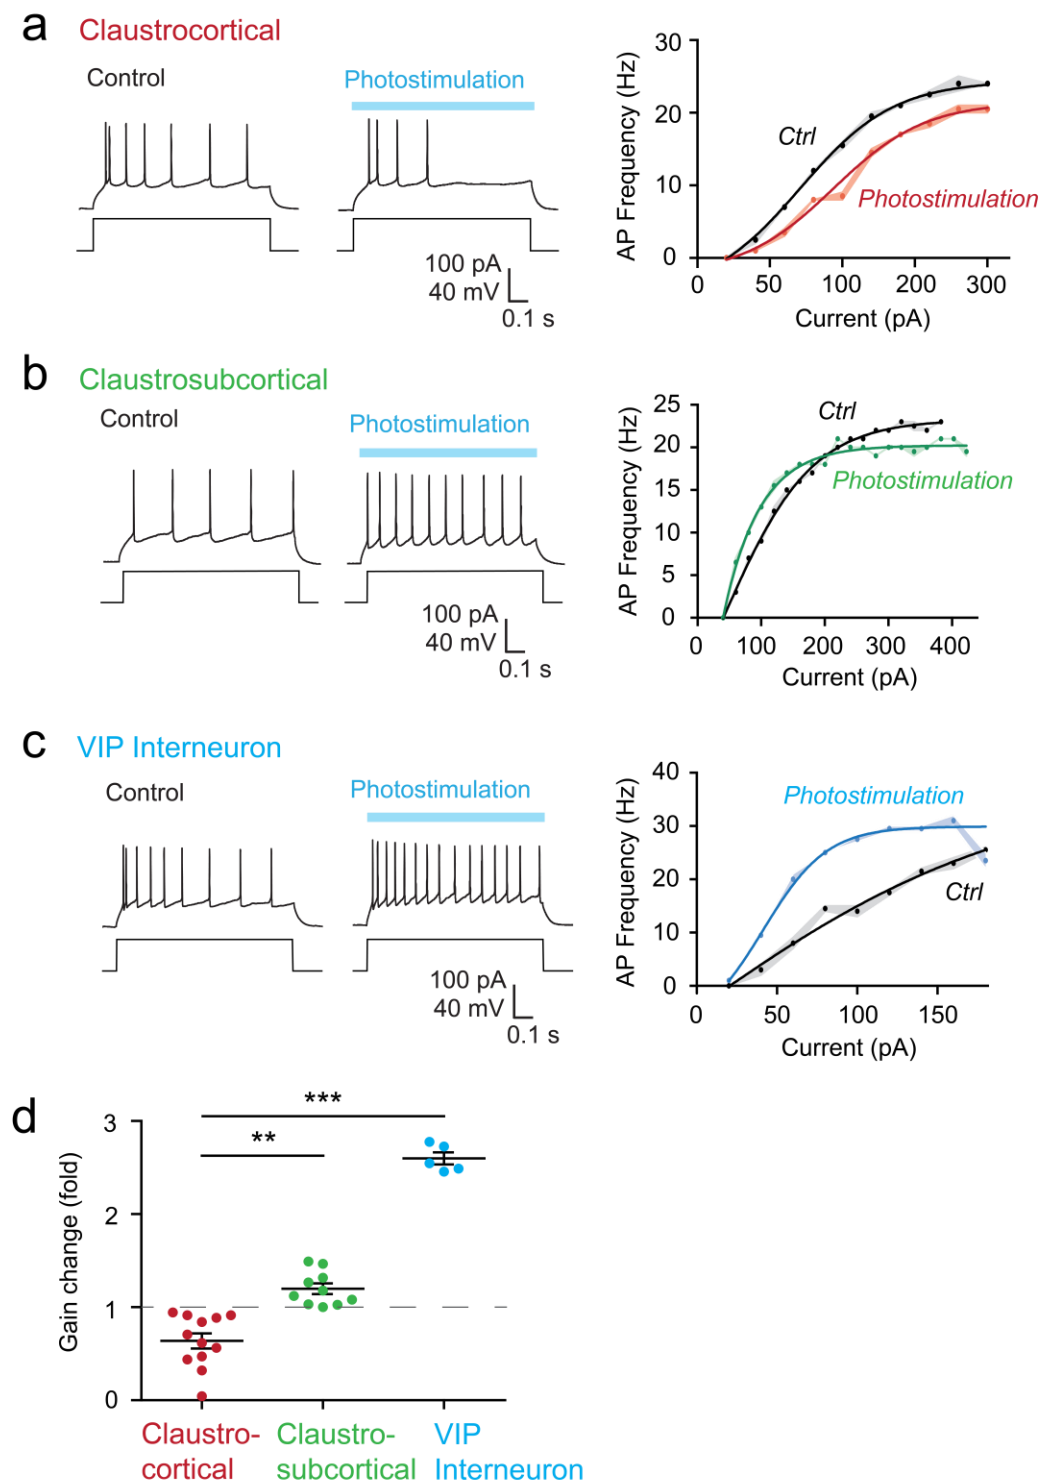 a Claustrocortical
Control
Photostimulation
100 pA
40 mV
0.1 s
AP Frequency (Hz)
30
20
10
0
Ctrl
Photostimulation
0 50 100 200 300
Current (pA)
b Claustrosubcortical
Control
Photostimulation
100 pA
40 mV
0.1 s
AP Frequency (Hz)
25
20
15
10
5
0
Ctrl
Photostimulation
0 100 200 300 400
Current (pA)
c VIP Interneuron
Control
Photostimulation
100 pA
40 mV
0.1 s
AP Frequency (Hz)
40
30
20
10
0
Photostimulation
Ctrl
0 50 100 150
Current (pA)
d
Gain change (fold)
3
2
1
0
***
**
Claustro-
cortical
Claustro-
subcortical
VIP
Interneuron